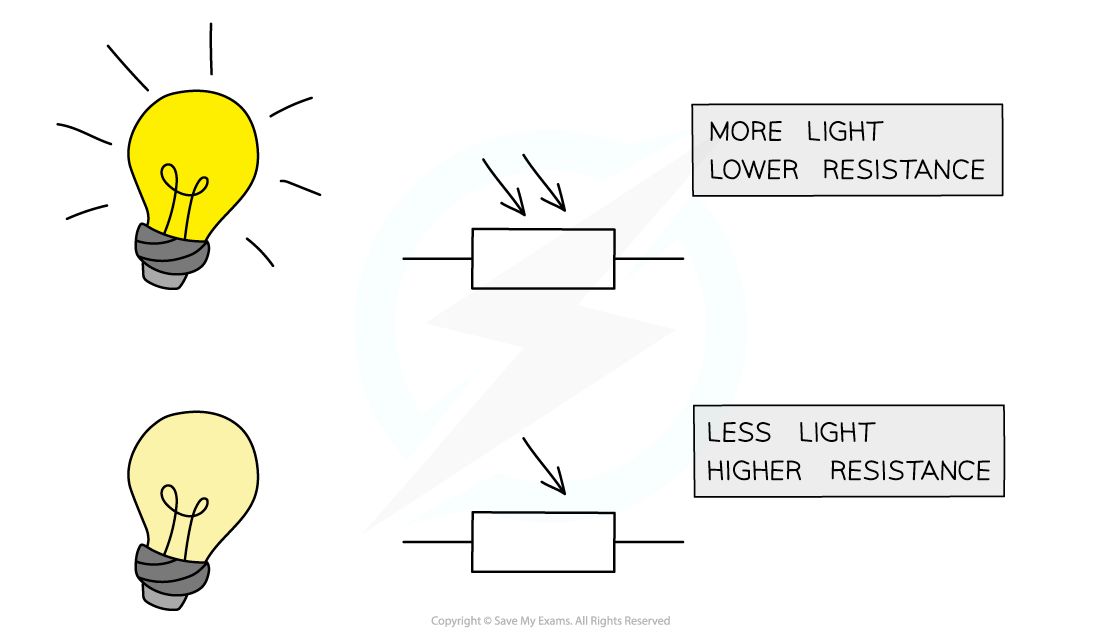 MORE LIGHT
LOWER RESISTANCE
LESS LIGHT
HIGHER RESISTANCE
Copyright © Save My Exams. All Rights Reserved